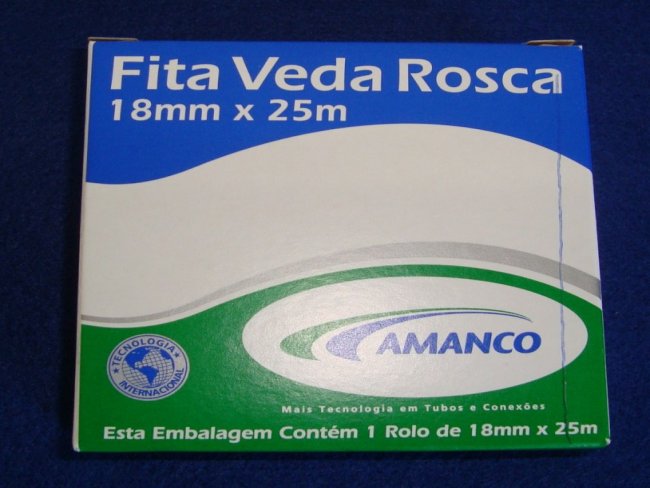 Fita Veda Rosca
18mm x 25m
TECNOLOGIA
INTERNACIONAL
AMANCO
Mais Tecnologia em Tubos e Conexões
Esta Embalagem Contém 1 Rolo de 18mm x 25m